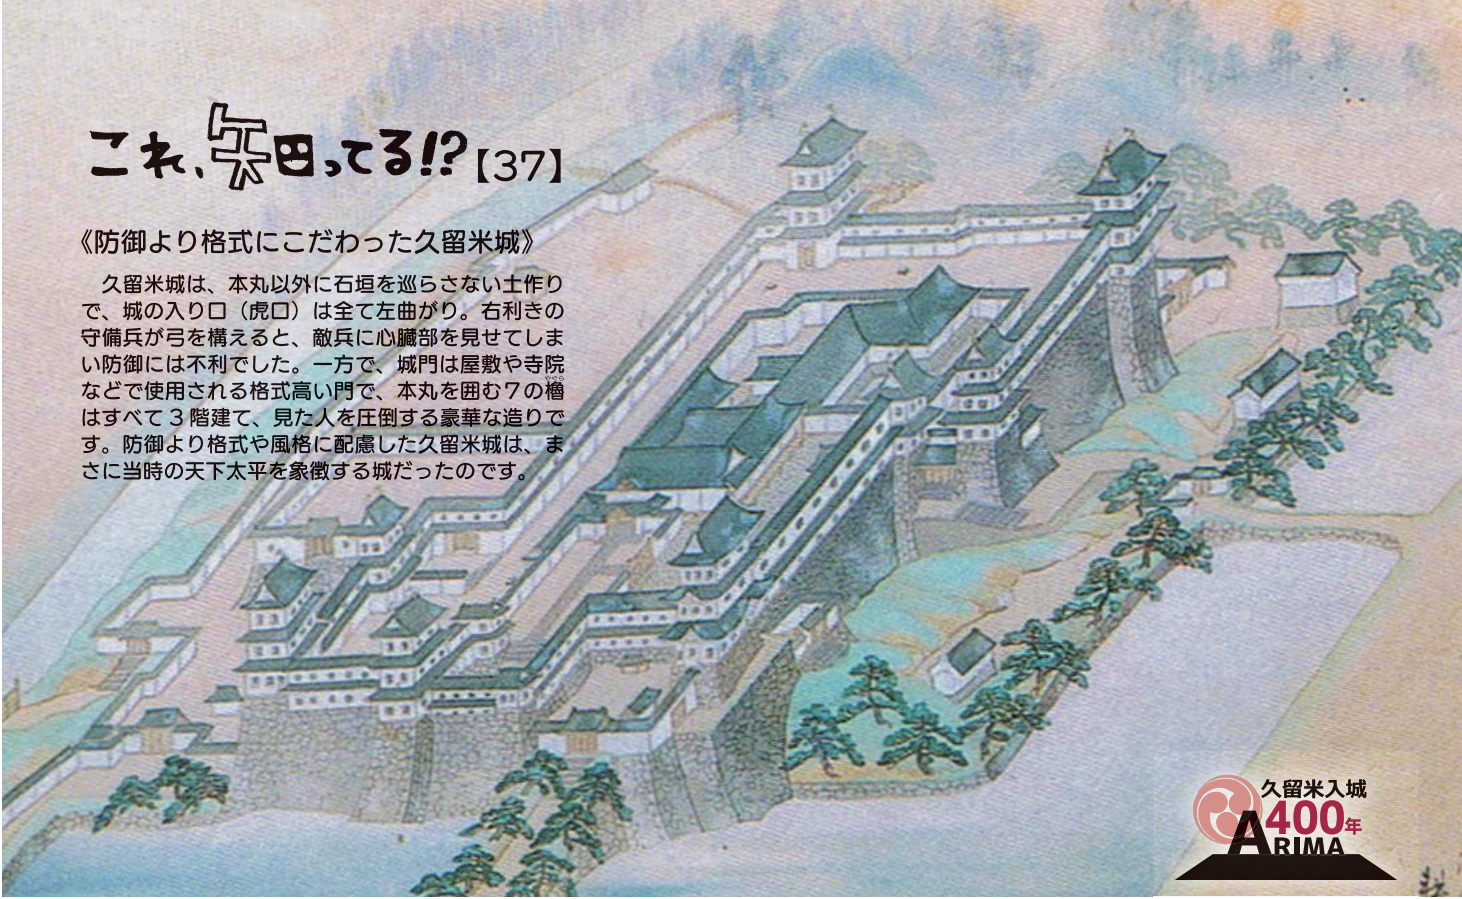 これ、知ってる!?【37】
《防御より格式にこだわった久留米城》
　久留米城は、本丸以外に石垣を巡らさない土作り
で、城の入り口（虎口）は全て左曲がり。右利きの
守備兵が弓を構えると、敵兵に心臓部を見せてしま
い防御には不利でした。一方で、城門は屋敷や寺院
などで使用される格式高い門で、本丸を囲む７の櫓
はすべて３階建て、見た人を圧倒する豪華な造りで
す。防御より格式や風格に配慮した久留米城は、ま
さに当時の天下太平を象徴する城だったのです。
久留米入城
400年
ARIMA